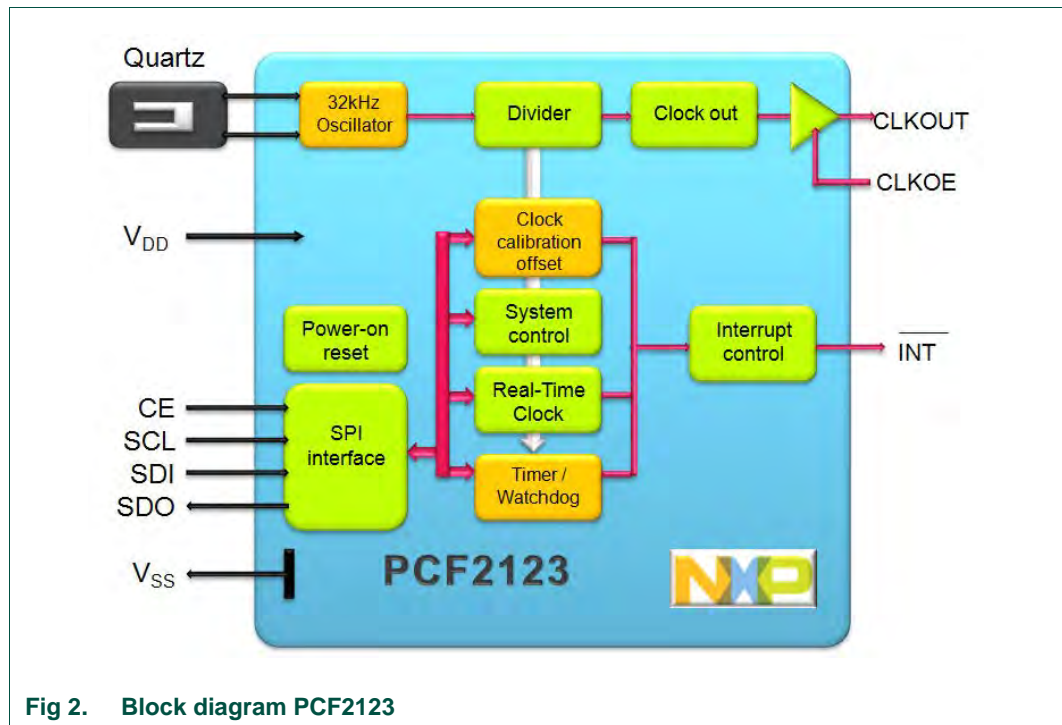 Quartz
32kHz
Oscillator
Divider
Clock out
CLKOUT
CLKOE
Clock
calibration
offset
VDD
System
control
Power-on
reset
Interrupt
control
INT
Real-Time
Clock
CE
SCL
SDI
SDO
SPI
interface
Timer /
Watchdog
VSS
PCF2123
NXP
Fig 2. Block diagram PCF2123